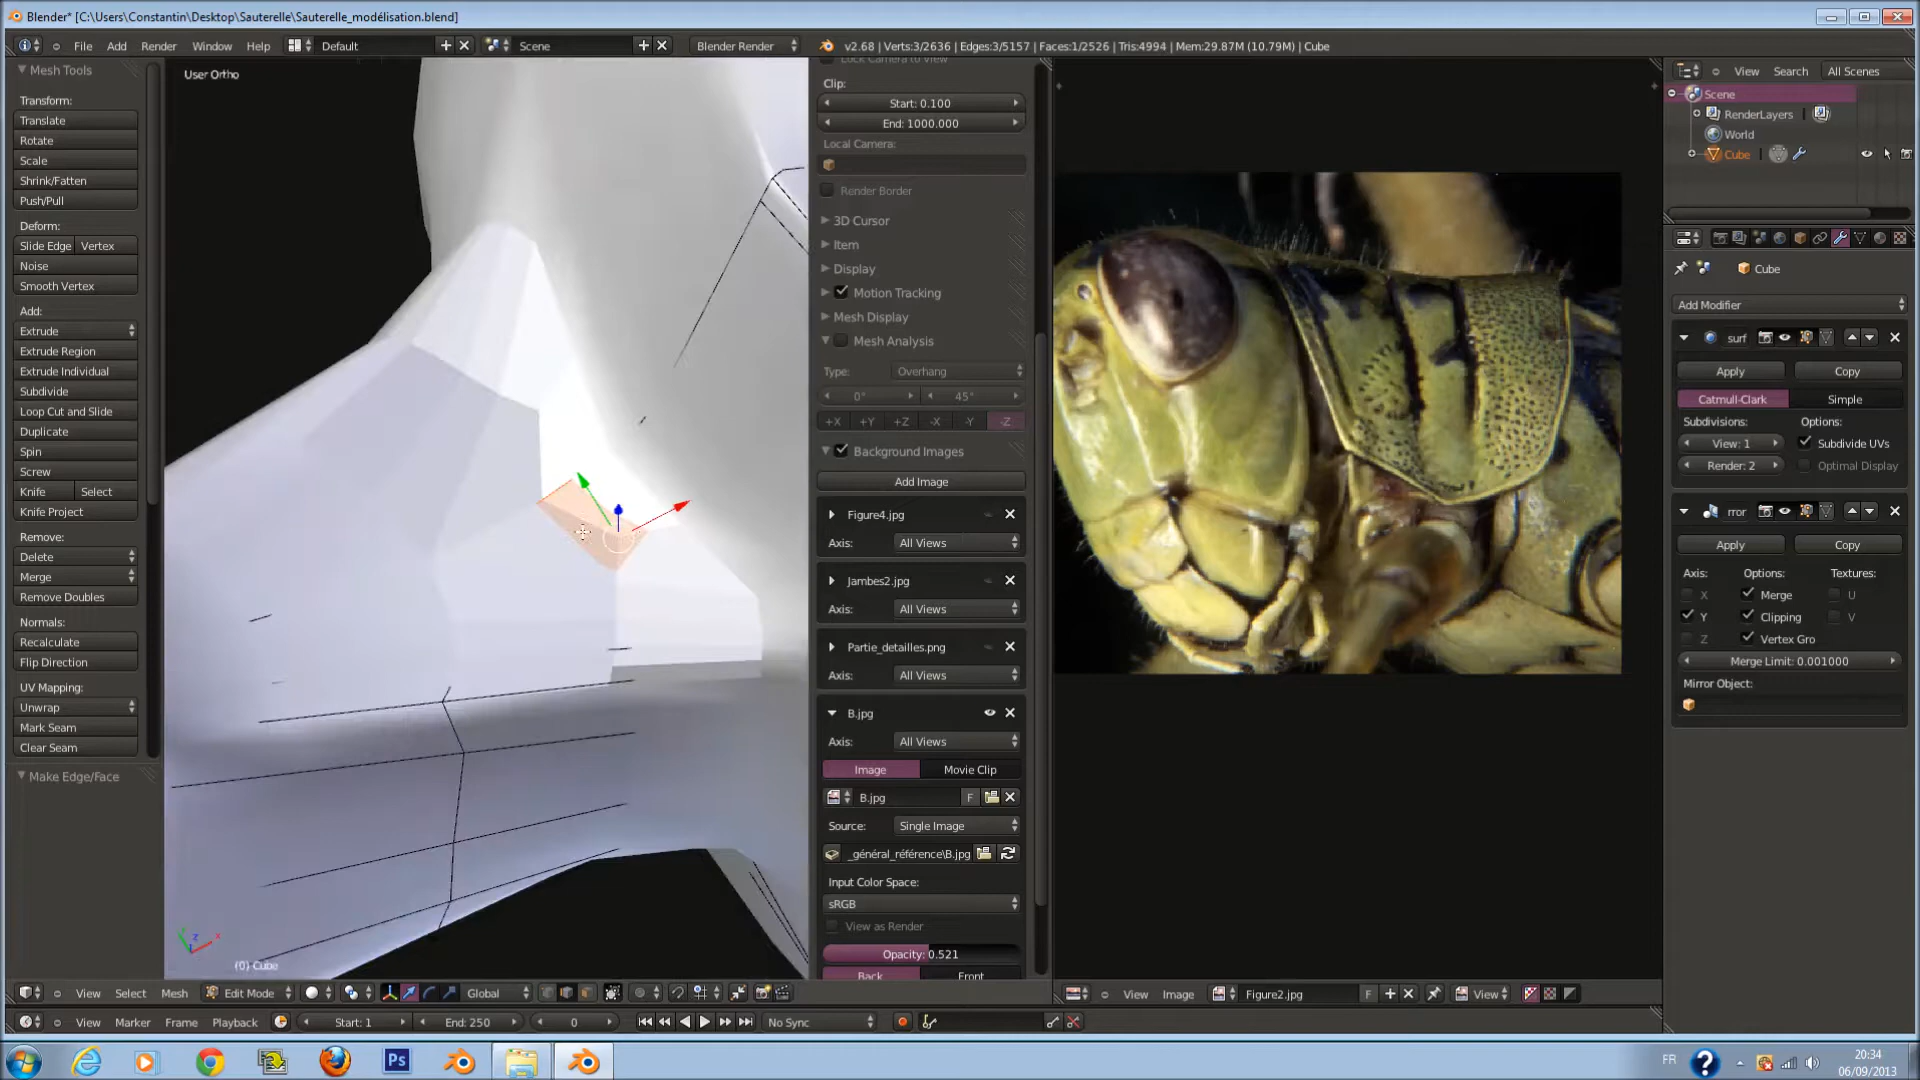 Blender* [C:\Users\Constantin\Desktop\Sauterelle\Sauterelle_modélisation.blend]
File Add Render Window Help Default Scene Blender Render v2.68 | Verts:3/2636 | Edges:3/5157 | Faces:1/2526 | Tris:4994 | Mem:29.87M (10.79M) | Cube
Mesh Tools
Transform:
Translate
Rotate
Scale
Shrink/Fatten
Push/Pull
Deform:
Slide Edge Vertex
Noise
Smooth Vertex
Add:
Extrude
Extrude Region
Extrude Individual
Subdivide
Loop Cut and Slide
Duplicate
Spin
Screw
Knife Select
Knife Project
Remove:
Delete
Merge
Remove Doubles
Normals:
Recalculate
Flip Direction
UV Mapping:
Unwrap
Mark Seam
Clear Seam
Make Edge/Face
User Ortho
(0) Cube
Lock Camera to View
Clip:
Start: 0.100
End: 1000.000
Local Camera:
Render Border
3D Cursor
Item
Display
Motion Tracking
Mesh Display
Mesh Analysis
Type: Overhang
0° 45°
+X +Y +Z -X -Y -Z
Background Images
Add Image
Figure4.jpg
Axis: All Views
Jambes2.jpg
Axis: All Views
Partie_detailles.png
Axis: All Views
B.jpg
Axis: All Views
Image Movie Clip
B.jpg F
Source: Single Image
_général_référence\B.jpg
Input Color Space:
sRGB
View as Render
Opacity: 0.521
Back Front
View Search All Scenes
Scene
RenderLayers
World
Cube
Cube
Add Modifier
surf
Apply Copy
Catmull-Clark Simple
Subdivisions: Options:
View: 1 Subdivide UVs
Render: 2 Optimal Display
rror
Apply Copy
Axis: Options: Textures:
X Merge U
Y Clipping V
Z Vertex Gro
Merge Limit: 0.001000
Mirror Object:
View Select Mesh Edit Mode Global
View Image Figure2.jpg F View
View Marker Frame Playback Start: 1 End: 250 0 No Sync
Ps
FR
20:34
06/09/2013